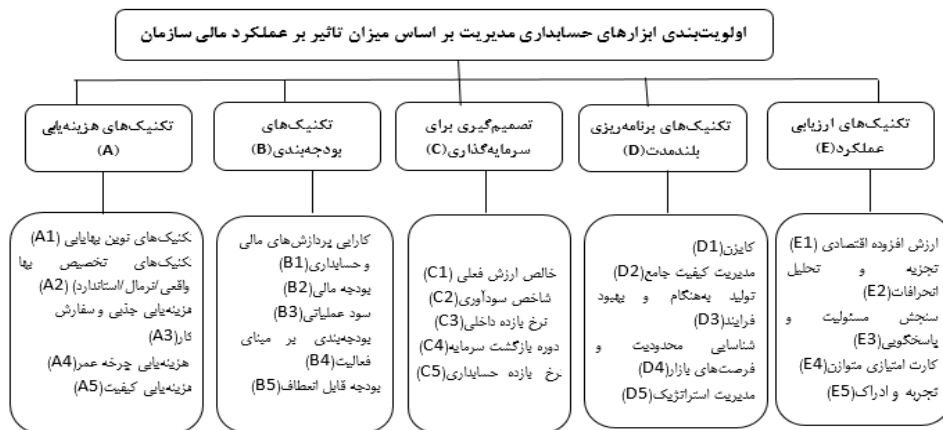 اولویت‌بندی ابزارهای حسابداری مدیریت بر اساس میزان تاثیر بر عملکرد مالی سازمان
تکنیک‌های ارزیابی
عملکرد(E)
تکنیک‌های برنامه‌ریزی
بلندمدت(D)
تصمیم‌گیری برای
سرمایه‌گذاری(C)
تکنیک‌های
بودجه‌بندی(B)
تکنیک‌های هزینه‌یابی
(A)
ارزش افزوده اقتصادی (E1)
تجزیه و تحلیل
انحرافات(E2)
سنجش مسئولیت و
پاسخگویی(E3)
کارت امتیازی متوازن(E4)
تجربه و ادراک(E5)
کایزن(D1)
مدیریت کیفیت جامع(D2)
تولید به‌هنگام و بهبود
فرایند(D3)
شناسایی محدودیت و
فرصت‌های بازار(D4)
مدیریت استراتژیک(D5)
خالص ارزش فعلی (C1)
شاخص سودآوری(C2)
نرخ بازده داخلی(C3)
دوره بازگشت سرمایه(C4)
نرخ بازده حسابداری(C5)
کارایی پردازش‌های مالی
و حسابداری(B1)
بودجه مالی(B2)
سود عملیاتی(B3)
بودجه‌بندی بر مبنای
فعالیت(B4)
بودجه قابل انعطاف(B5)
تکنیک‌های نوین بهایابی (A1)
تکنیک‌های تخصیص بها
واقعی/نرمال/استاندارد) (A2)
هزینه‌یابی جذبی و سفارش
کار(A3)
هزینه‌یابی چرخه عمر(A4)
هزینه‌یابی کیفیت(A5)